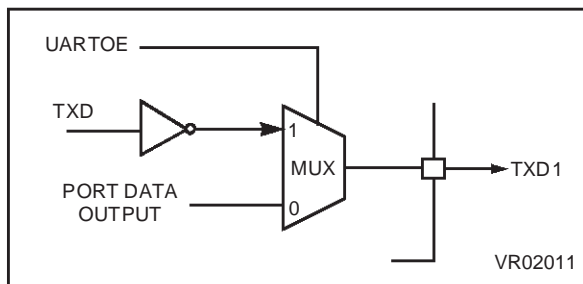 UARTOE
TXD
1
MUX
TXD1
PORT DATA
OUTPUT
0
VR02011